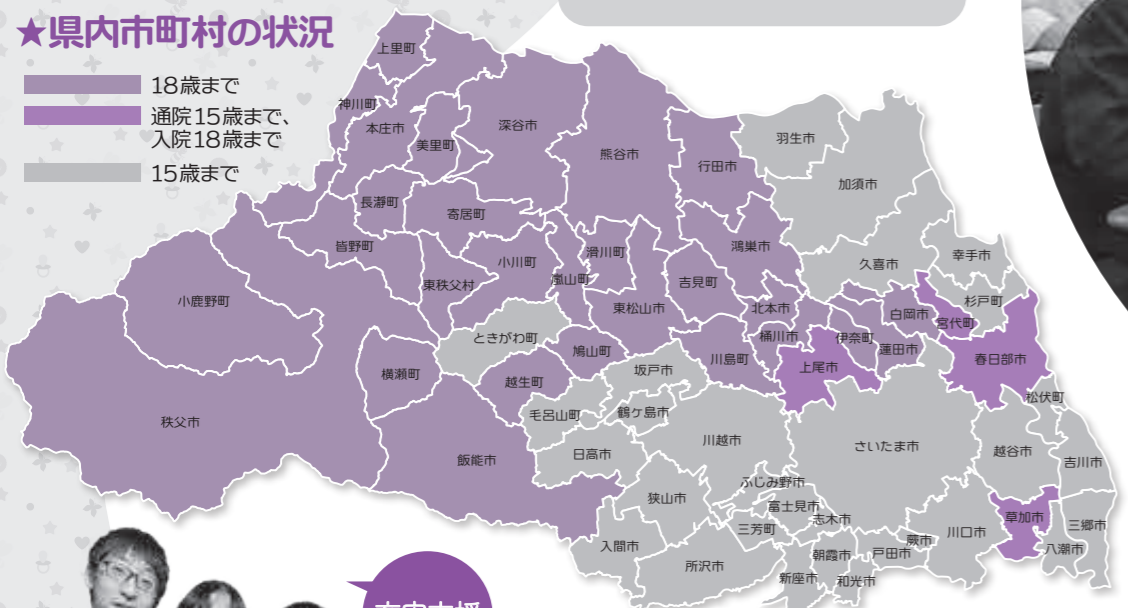 ★県内市町村の状況
18歳まで
通院15歳まで、
入院18歳まで
15歳まで
上里町
神川町
本庄市
美里町
深谷市
熊谷市
行田市
羽生市
加須市
長瀞町
寄居町
皆野町
小川町
嵐山町
滑川町
鴻巣市
久喜市
幸手市
小鹿野町
東秩父村
東松山市
吉見町
北本市
白岡市
杉戸町
宮代町
ときがわ町
鳩山町
川島町
桶川市
伊奈町
蓮田市
春日部市
横瀬町
越生町
坂戸市
上尾市
松伏町
秩父市
毛呂山町
鶴ヶ島市
川越市
さいたま市
越谷市
吉川市
飯能市
日高市
ふじみ野市
狭山市
富士見市
三芳町
志木市
草加市
三郷市
入間市
所沢市
朝霞市
戸田市
蕨市
川口市
八潮市
新座市
和光市